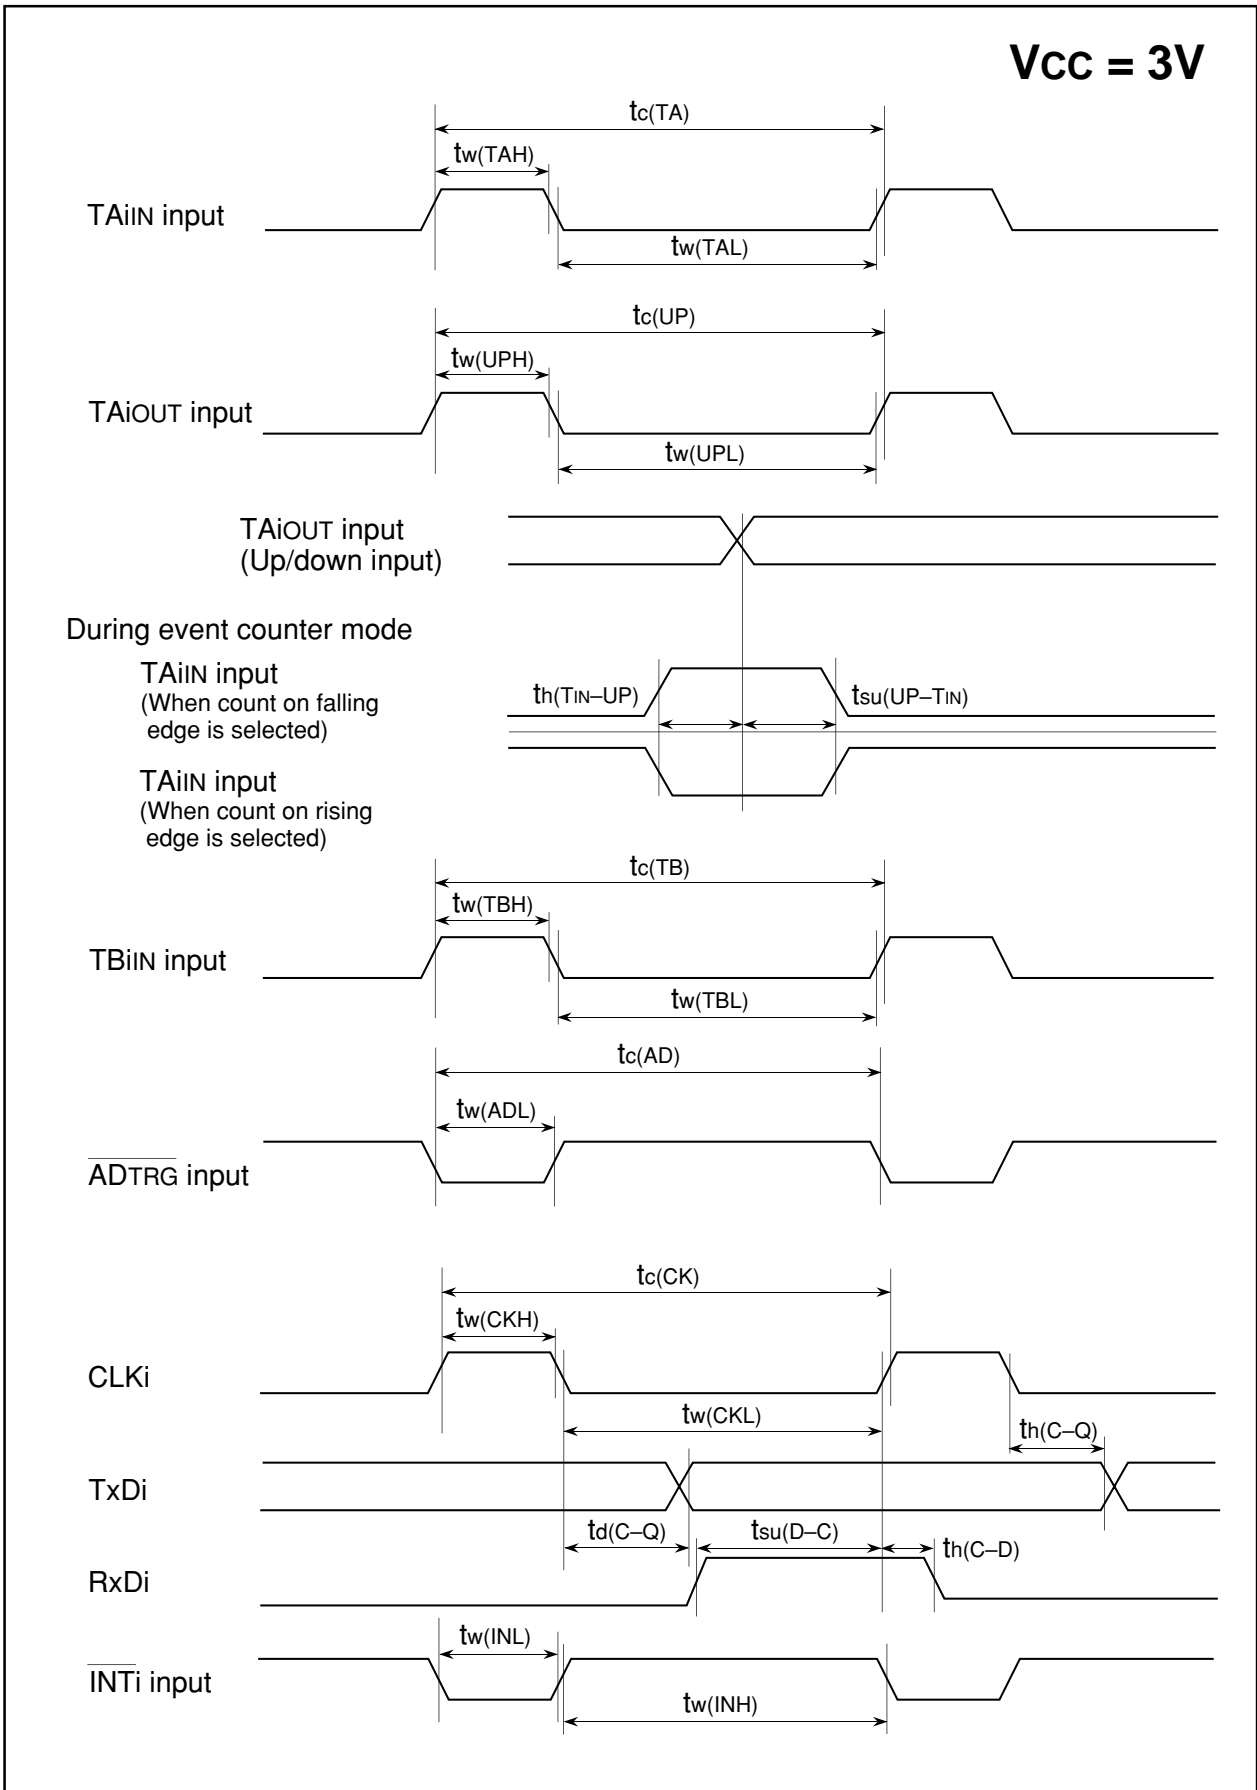 VCC = 3V
tc(TA)
tw(TAH)
TAiIN input
tw(TAL)
tc(UP)
tw(UPH)
TAiOUT input
tw(UPL)
TAiOUT input
(Up/down input)
During event counter mode
TAiIN input
(When count on falling
edge is selected)
th(TIN–UP)
tsu(UP–TIN)
TAiIN input
(When count on rising
edge is selected)
tc(TB)
tw(TBH)
TBiIN input
tw(TBL)
tc(AD)
tw(ADL)
ADTRG input
tc(CK)
tw(CKH)
CLKi
tw(CKL)
th(C–Q)
TxDi
td(C–Q)
tsu(D–C)
th(C–D)
RxDi
tw(INL)
INTi input
tw(INH)